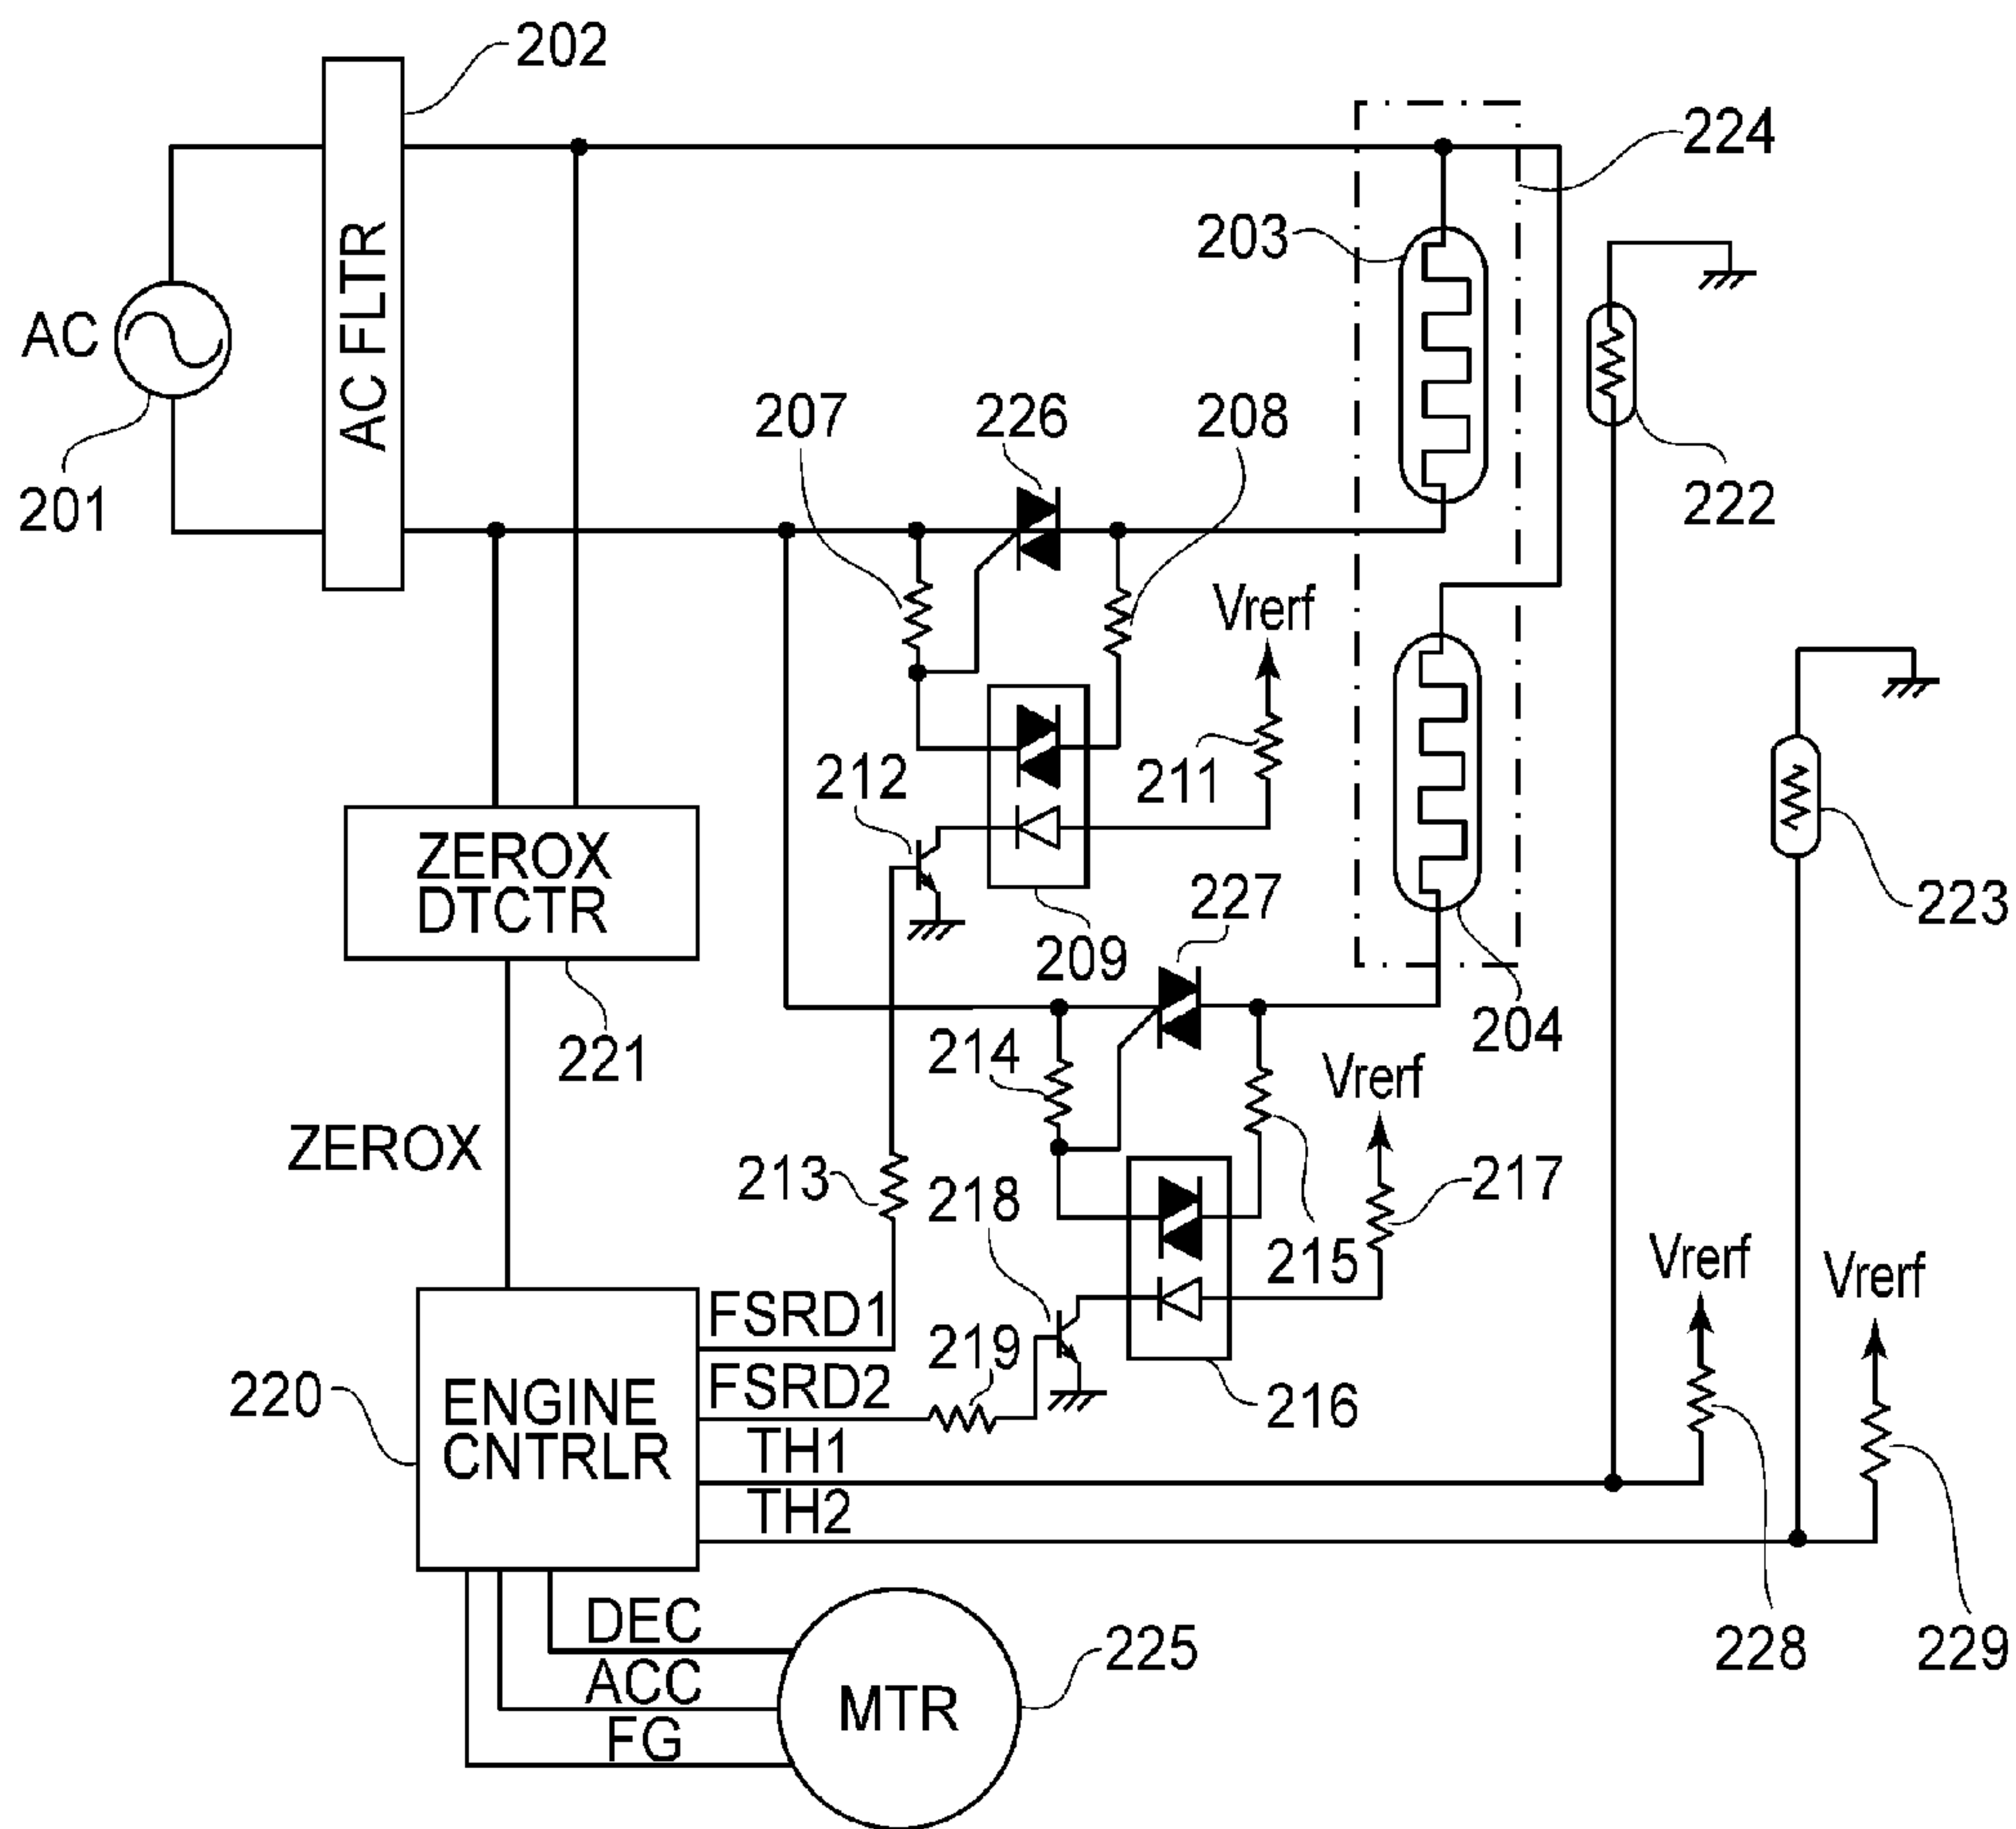 202
224
203
AC FLTR
AC
207
226
208
201
222
Vrerf
212
211
ZEROX
DTCTR
227
223
209
214
204
221
Vrerf
ZEROX
213
218
217
215
Vrerf
Vrerf
FSRD1
219
220
ENGINE
CNTRLR
FSRD2
216
TH1
TH2
DEC
ACC
FG
MTR
225
228
229